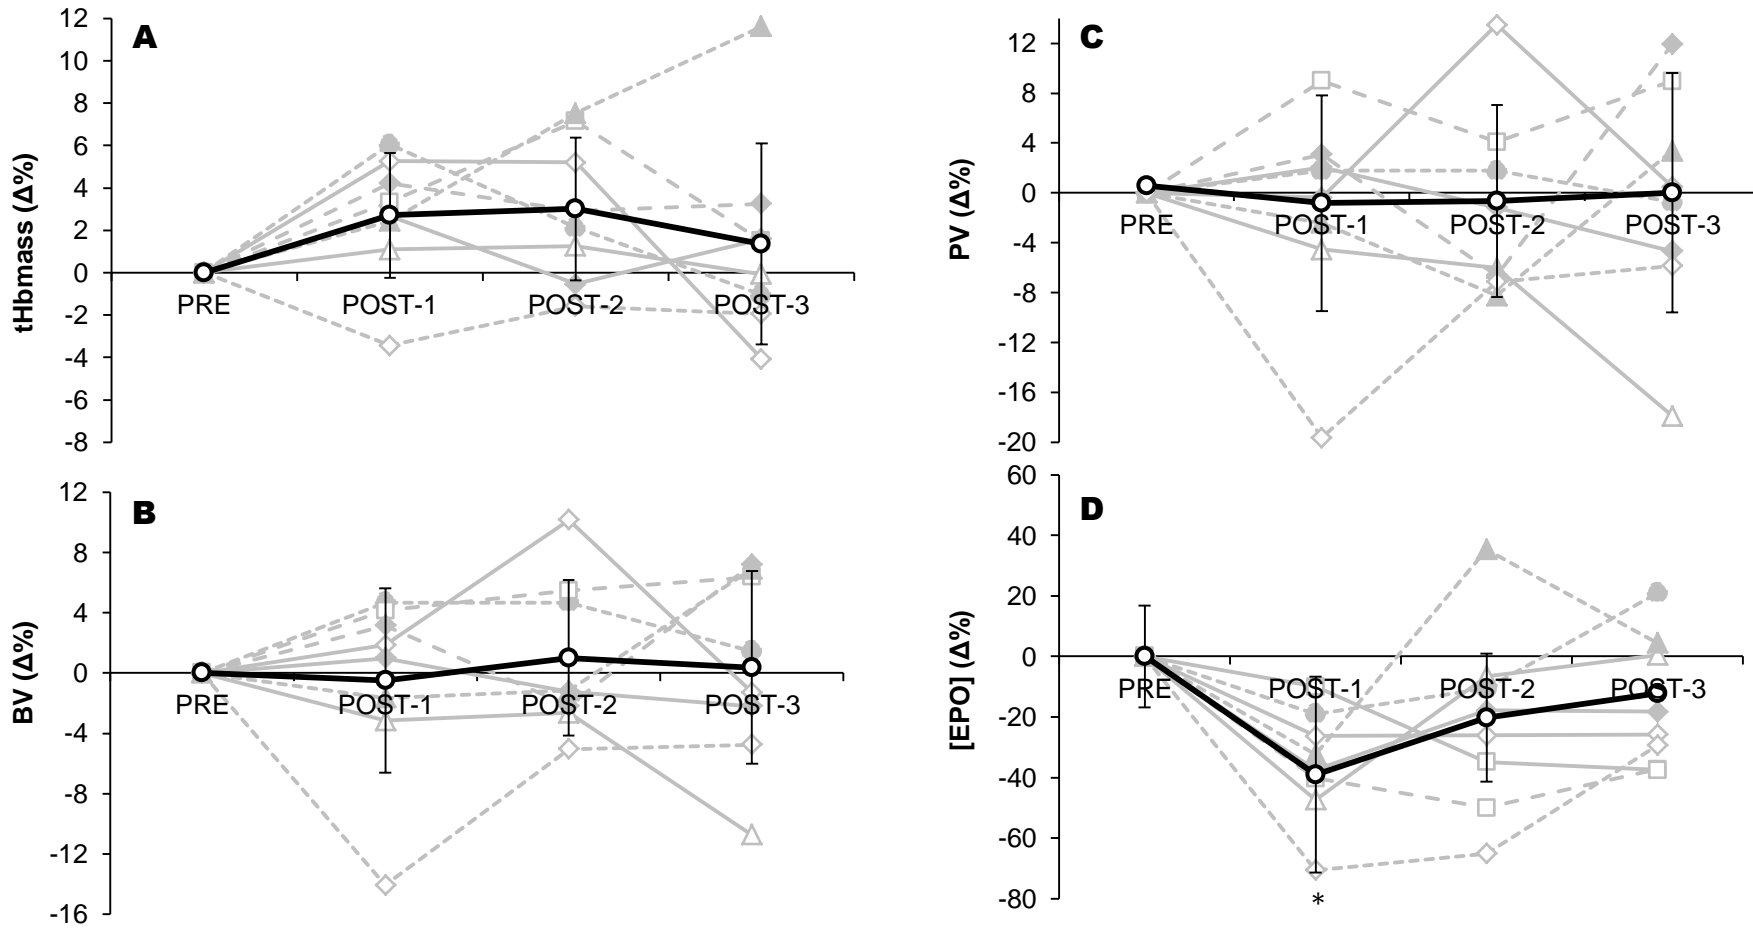 A
tHbmass (Δ%)
12
10
8
6
4
2
0
-2
-4
-6
-8
PRE
POST-1
POST-2
POST-3
C
PV (Δ%)
12
8
4
0
-4
-8
-12
-16
-20
PRE
POST-1
POST-2
POST-3
B
BV (Δ%)
12
8
4
0
-4
-8
-12
-16
PRE
POST-1
POST-2
POST-3
D
[EPO] (Δ%)
60
40
20
0
-20
-40
-60
-80
PRE
POST-1
POST-2
POST-3
*